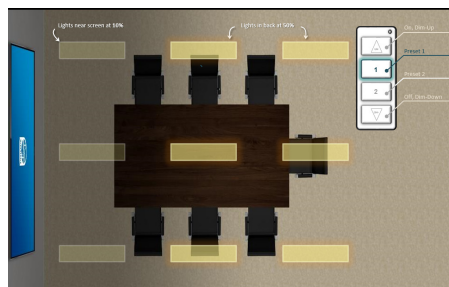 Lights near screen at 10%
Lights in back at 50%
On, Dim Up
1
Preset 1
2
Preset 2
Off, Dim Down